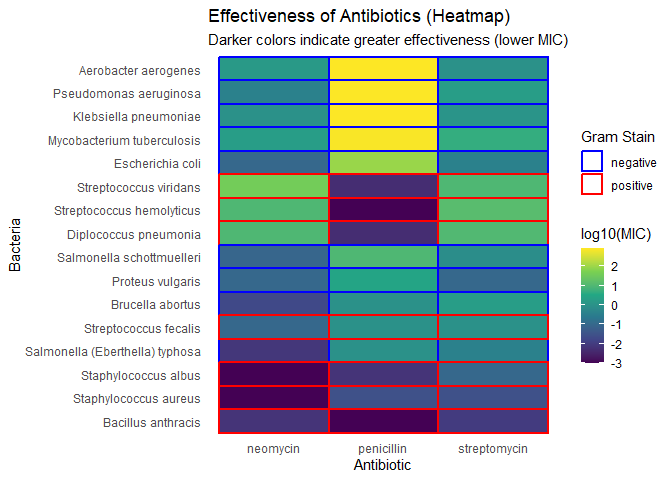 Effectiveness of Antibiotics (Heatmap)
Darker colors indicate greater effectiveness (lower MIC)
Bacteria
Aerobacter aerogenes
Pseudomonas aeruginosa
Klebsiella pneumoniae
Mycobacterium tuberculosis
Escherichia coli
Streptococcus viridans
Streptococcus hemolyticus
Diplococcus pneumonia
Salmonella schottmuelleri
Proteus vulgaris
Brucella abortus
Streptococcus fecalis
Salmonella (Eberthella) typhosa
Staphylococcus albus
Staphylococcus aureus
Bacillus anthracis
neomycin penicillin streptomycin
Antibiotic
Gram Stain
negative
positive
log10(MIC)
2
1
0
-1
-2
-3